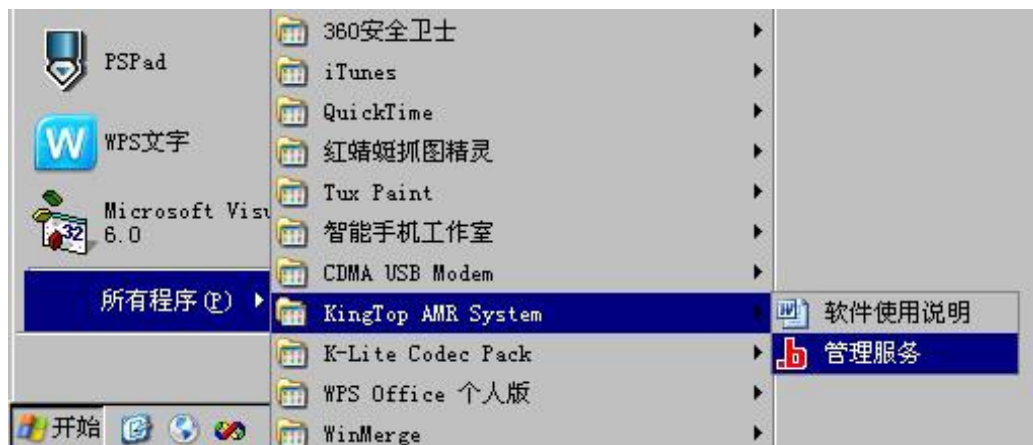 PSPad
WPS文字
Microsoft Visu
6.0
所有程序(P)
开始
360安全卫士
iTunes
QuickTime
红蜻蜓抓图精灵
Tux Paint
智能手机工作室
CDMA USB Modem
KingTop AMR System
K-Lite Codec Pack
WPS Office 个人版
WinMerge
软件使用说明
管理服务